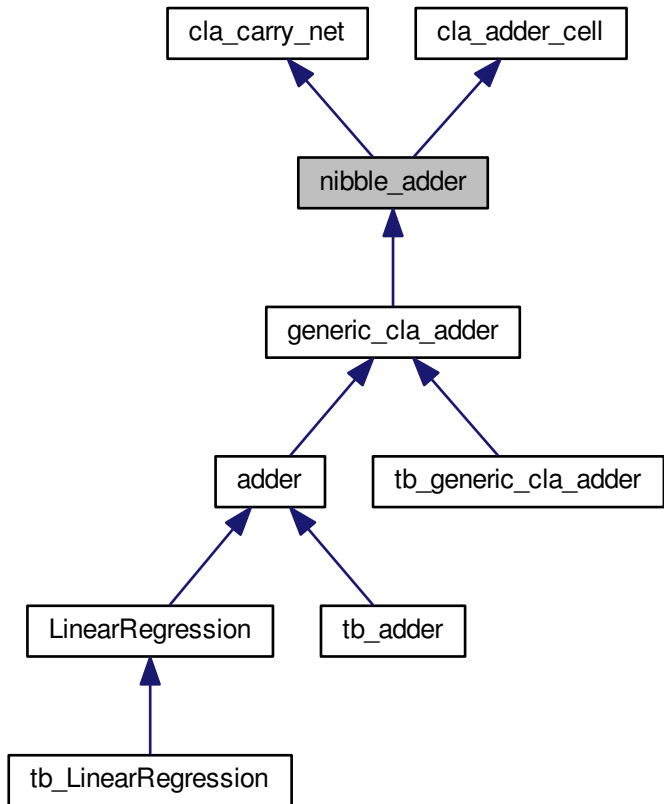 cla_carry_net
cla_adder_cell
nibble_adder
generic_cla_adder
adder
tb_generic_cla_adder
LinearRegression
tb_adder
tb_LinearRegression